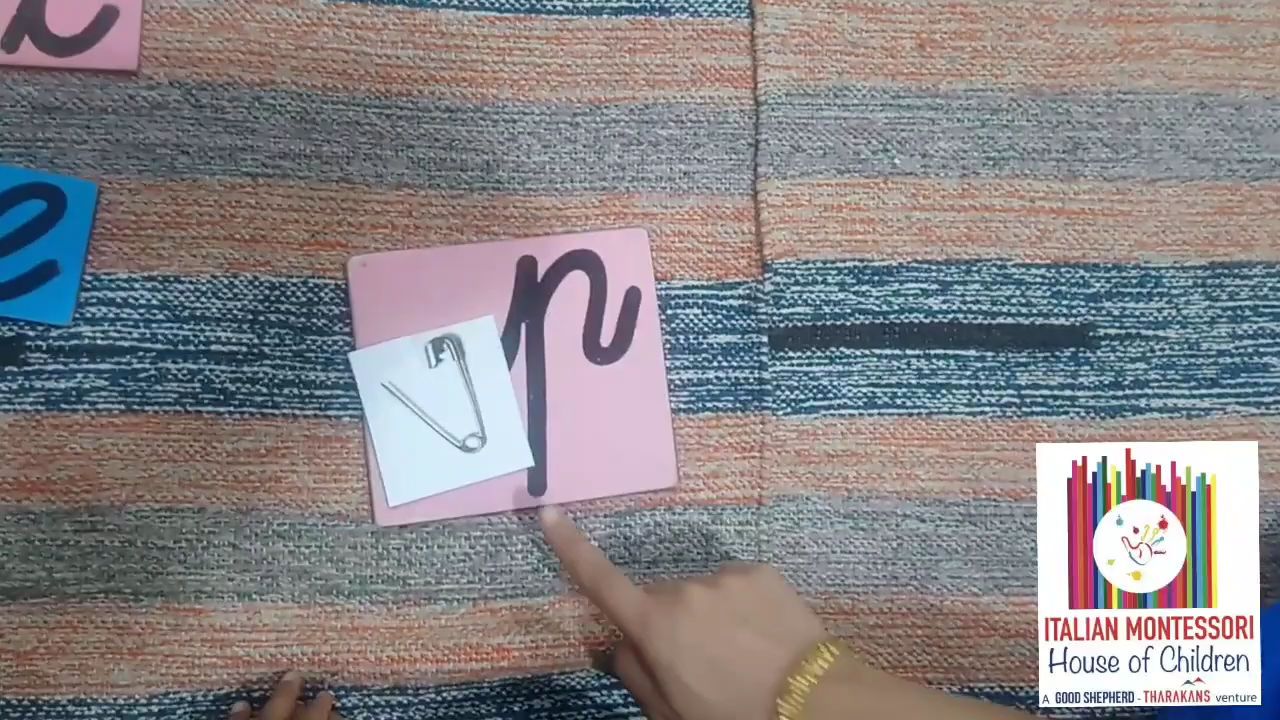 p
e
ITALIAN MONTESSORI
House of Children
A GOOD SHEPHERD - THARAKANS venture